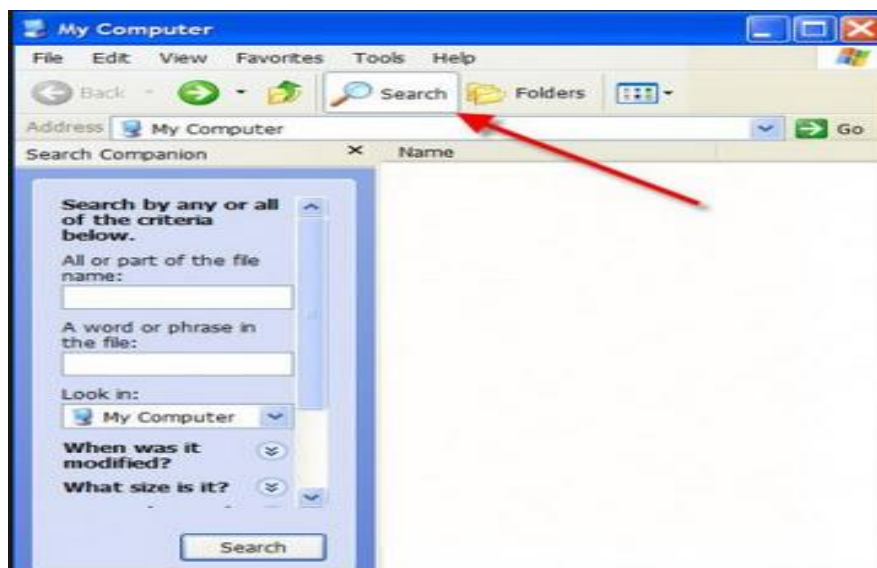 My Computer
File Edit View Favorites Tools Help
Back Search Folders
Address My Computer Go
Search Companion Name
Search by any or all
of the criteria
below.
All or part of the file
name:
A word or phrase in
the file:
Look in:
My Computer
When was it
modified?
What size is it?
Search